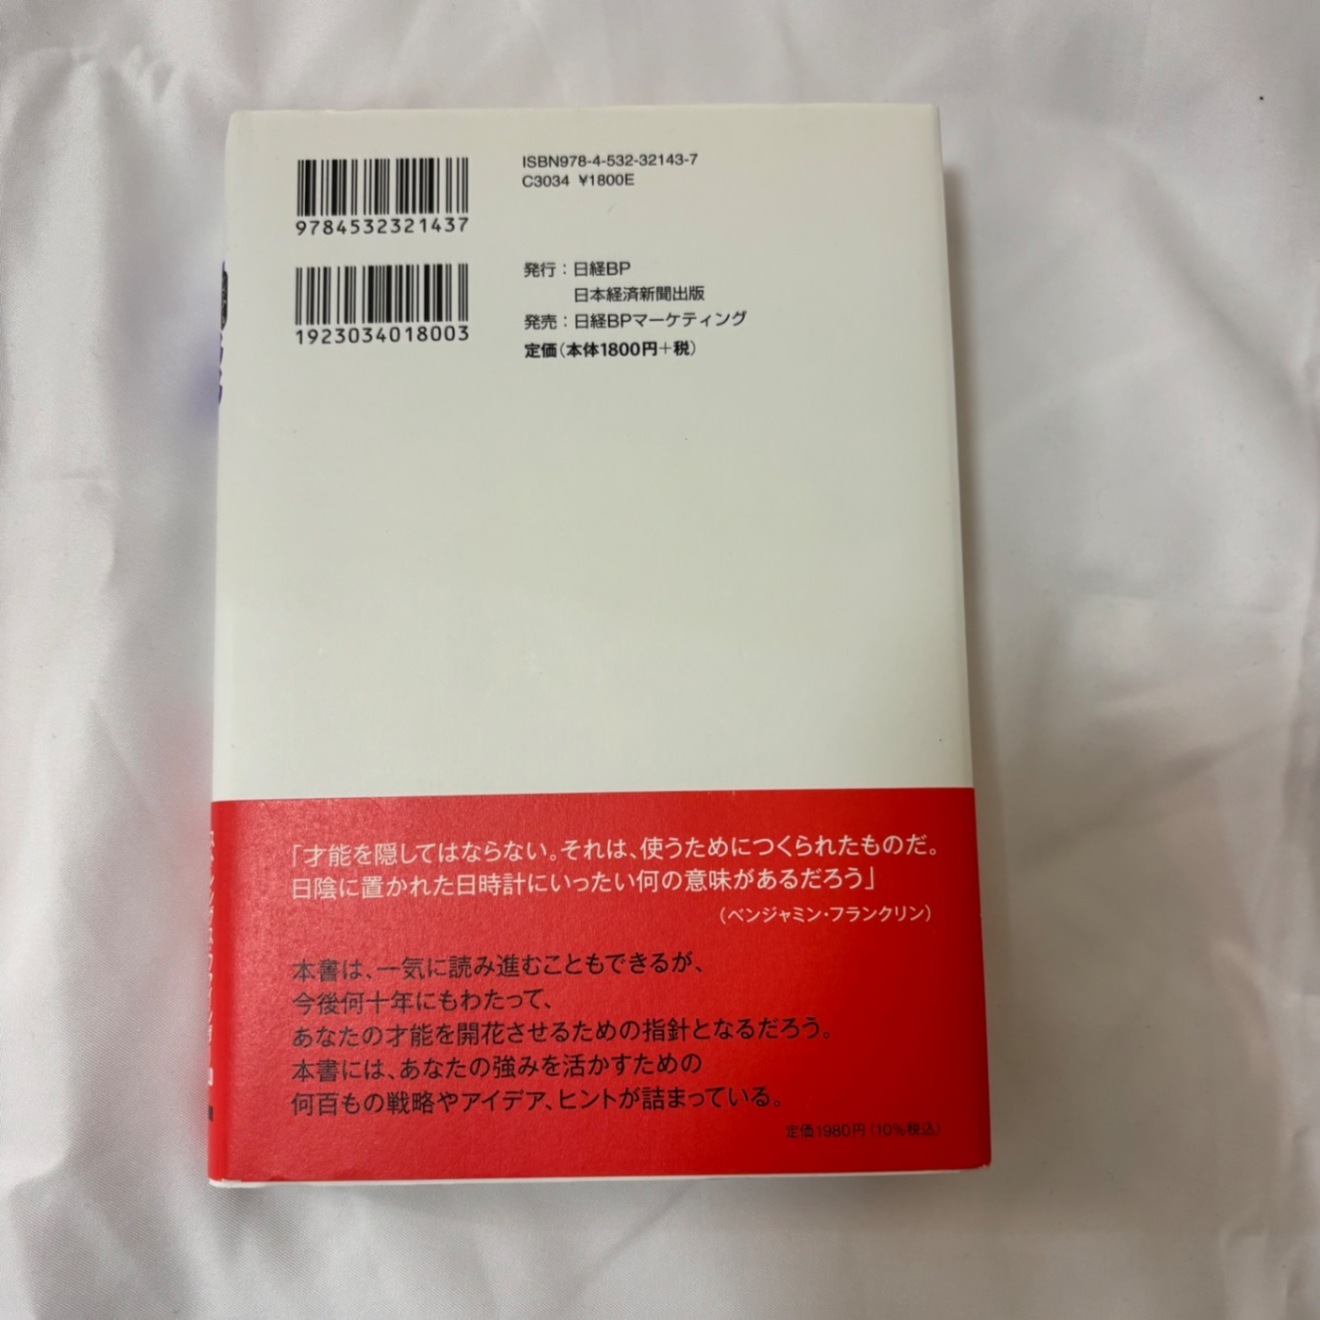 9784532321437
ISBN978-4-532-32143-7
C3034 ¥1800E
1923034018003
発行：日経BP
日本経済新聞出版
発売：日経BPマーケティング
定価(本体1800円+税)
「才能を隠してはならない。それは、使うためにつくられたものだ。
日陰に置かれた日時計にいったい何の意味があるだろう」
(ベンジャミン・フランクリン)
本書は、一気に読み進むこともできるが、
今後何十年にもわたって、
あなたの才能を開花させるための指針となるだろう。
本書には、あなたの強みを活かすための
何百もの戦略やアイデア、ヒントが詰まっている。
定価1980円(10%税込)